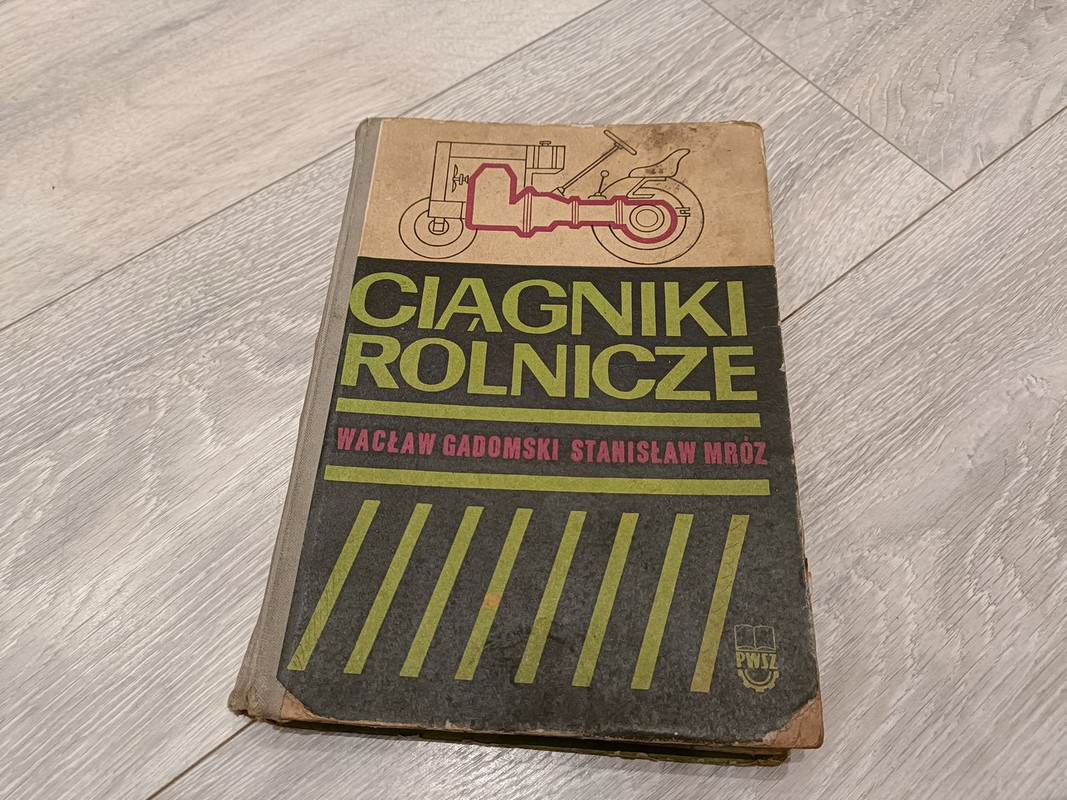 CIĄGNIKI
ROLNICZE
WACŁAW GADOMSKI STANISŁAW MRÓZ
PWSZ